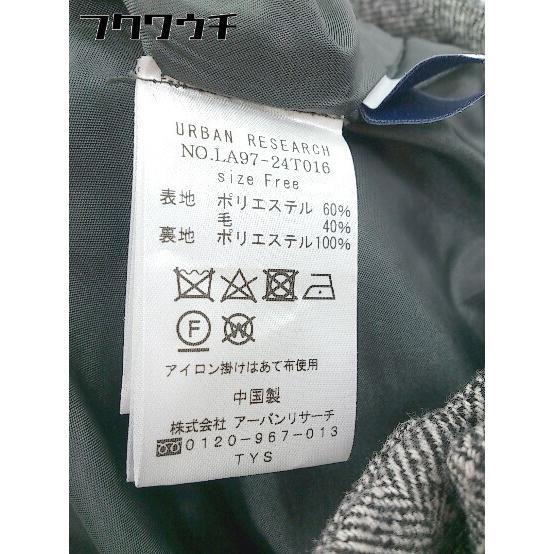 フクウウチ
URBAN RESEARCH
NO.LA97-24T016
size Free
表地 ポリエステル 60%
毛 40%
裏地 ポリエステル100%
F W
アイロン掛けはあて布使用
中国製
株式会社 アーバンリサーチ
0120-967-013
TYS